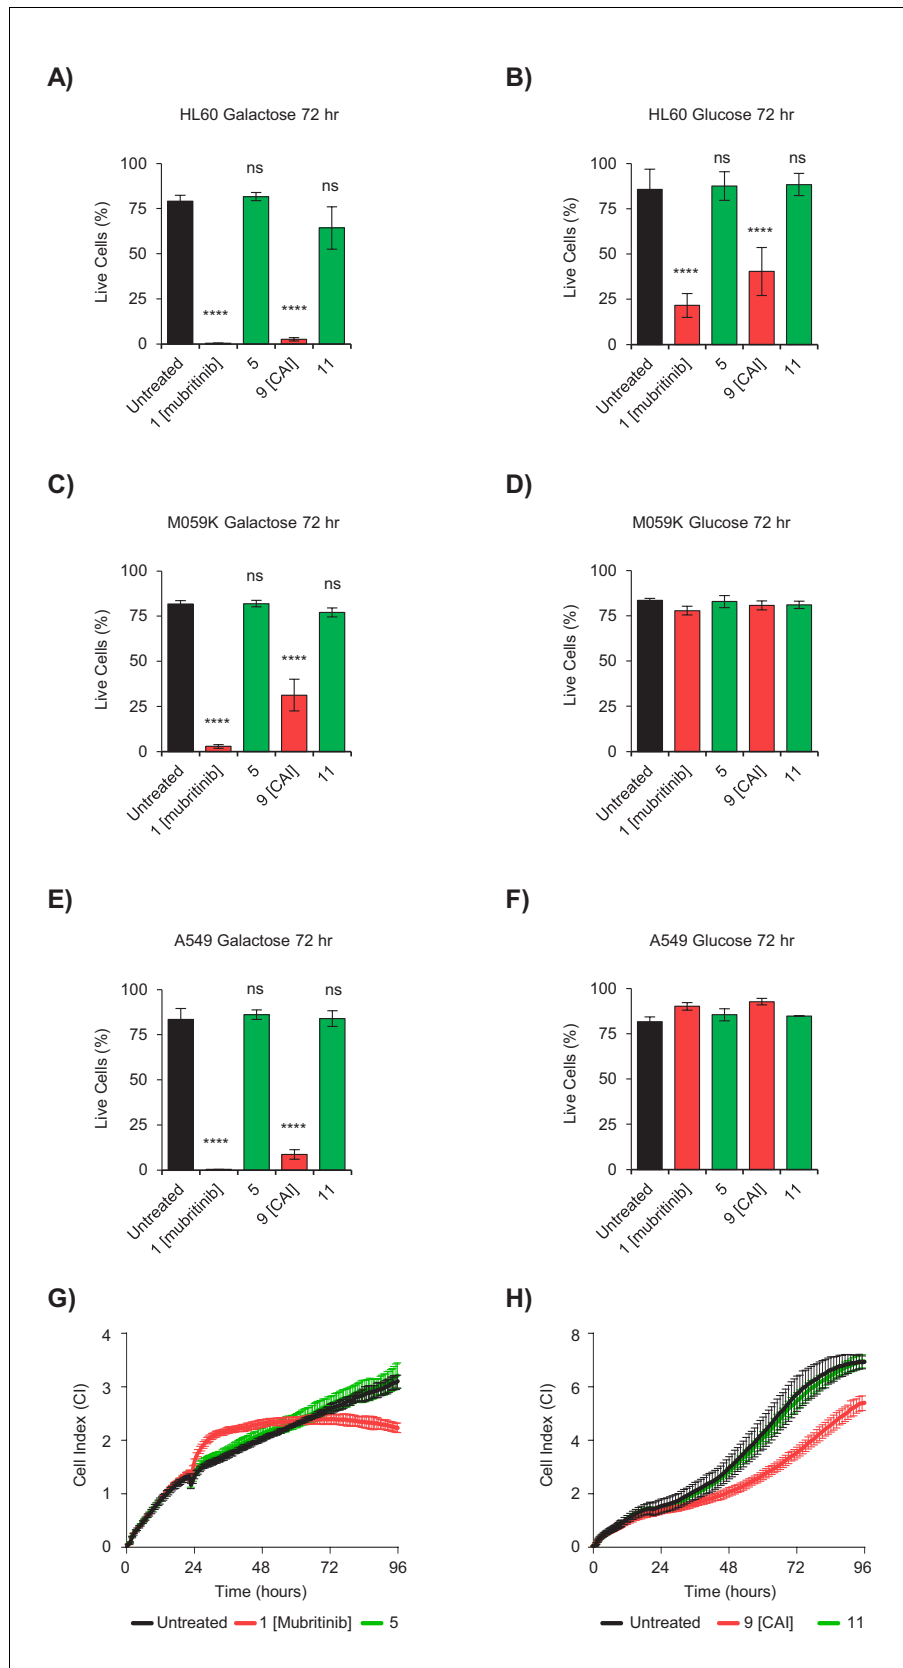 A)
HL60 Galactose 72 hr
Live Cells (%)
100
75
50
25
0
ns
ns
****
****
Untreated
1 [mubritinib]
5
9 [CAI]
11
B)
HL60 Glucose 72 hr
Live Cells (%)
100
75
50
25
0
ns
ns
****
****
Untreated
1 [mubritinib]
5
9 [CAI]
11
C)
M059K Galactose 72 hr
Live Cells (%)
100
75
50
25
0
ns
ns
****
****
Untreated
1 [mubritinib]
5
9 [CAI]
11
D)
M059K Glucose 72 hr
Live Cells (%)
100
75
50
25
0
Untreated
1 [mubritinib]
5
9 [CAI]
11
E)
A549 Galactose 72 hr
Live Cells (%)
100
75
50
25
0
ns
ns
****
****
Untreated
1 [mubritinib]
5
9 [CAI]
11
F)
A549 Glucose 72 hr
Live Cells (%)
100
75
50
25
0
Untreated
1 [mubritinib]
5
9 [CAI]
11
G)
Cell Index (CI)
4
3
2
1
0
0 24 48 72 96
Time (hours)
Untreated 1 [Mubritinib] 5
H)
Cell Index (CI)
8
6
4
2
0
0 24 48 72 96
Time (hours)
Untreated 9 [CAI] 11